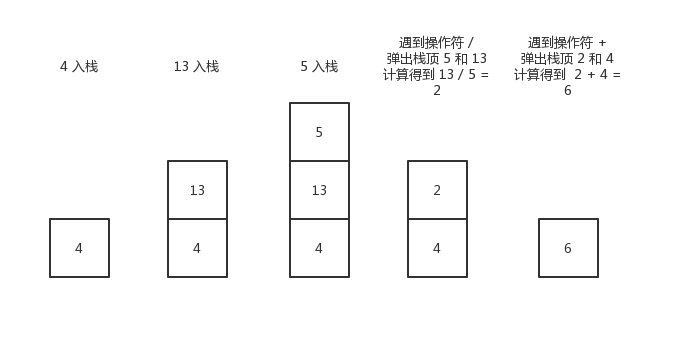 4 入栈
13 入栈
5 入栈
遇到操作符 /
弹出栈顶 5 和 13
计算得到 13 / 5 =
2
遇到操作符 +
弹出栈顶 2 和 4
计算得到  2 + 4 =
6
5
13
13
2
4
4
4
4
6